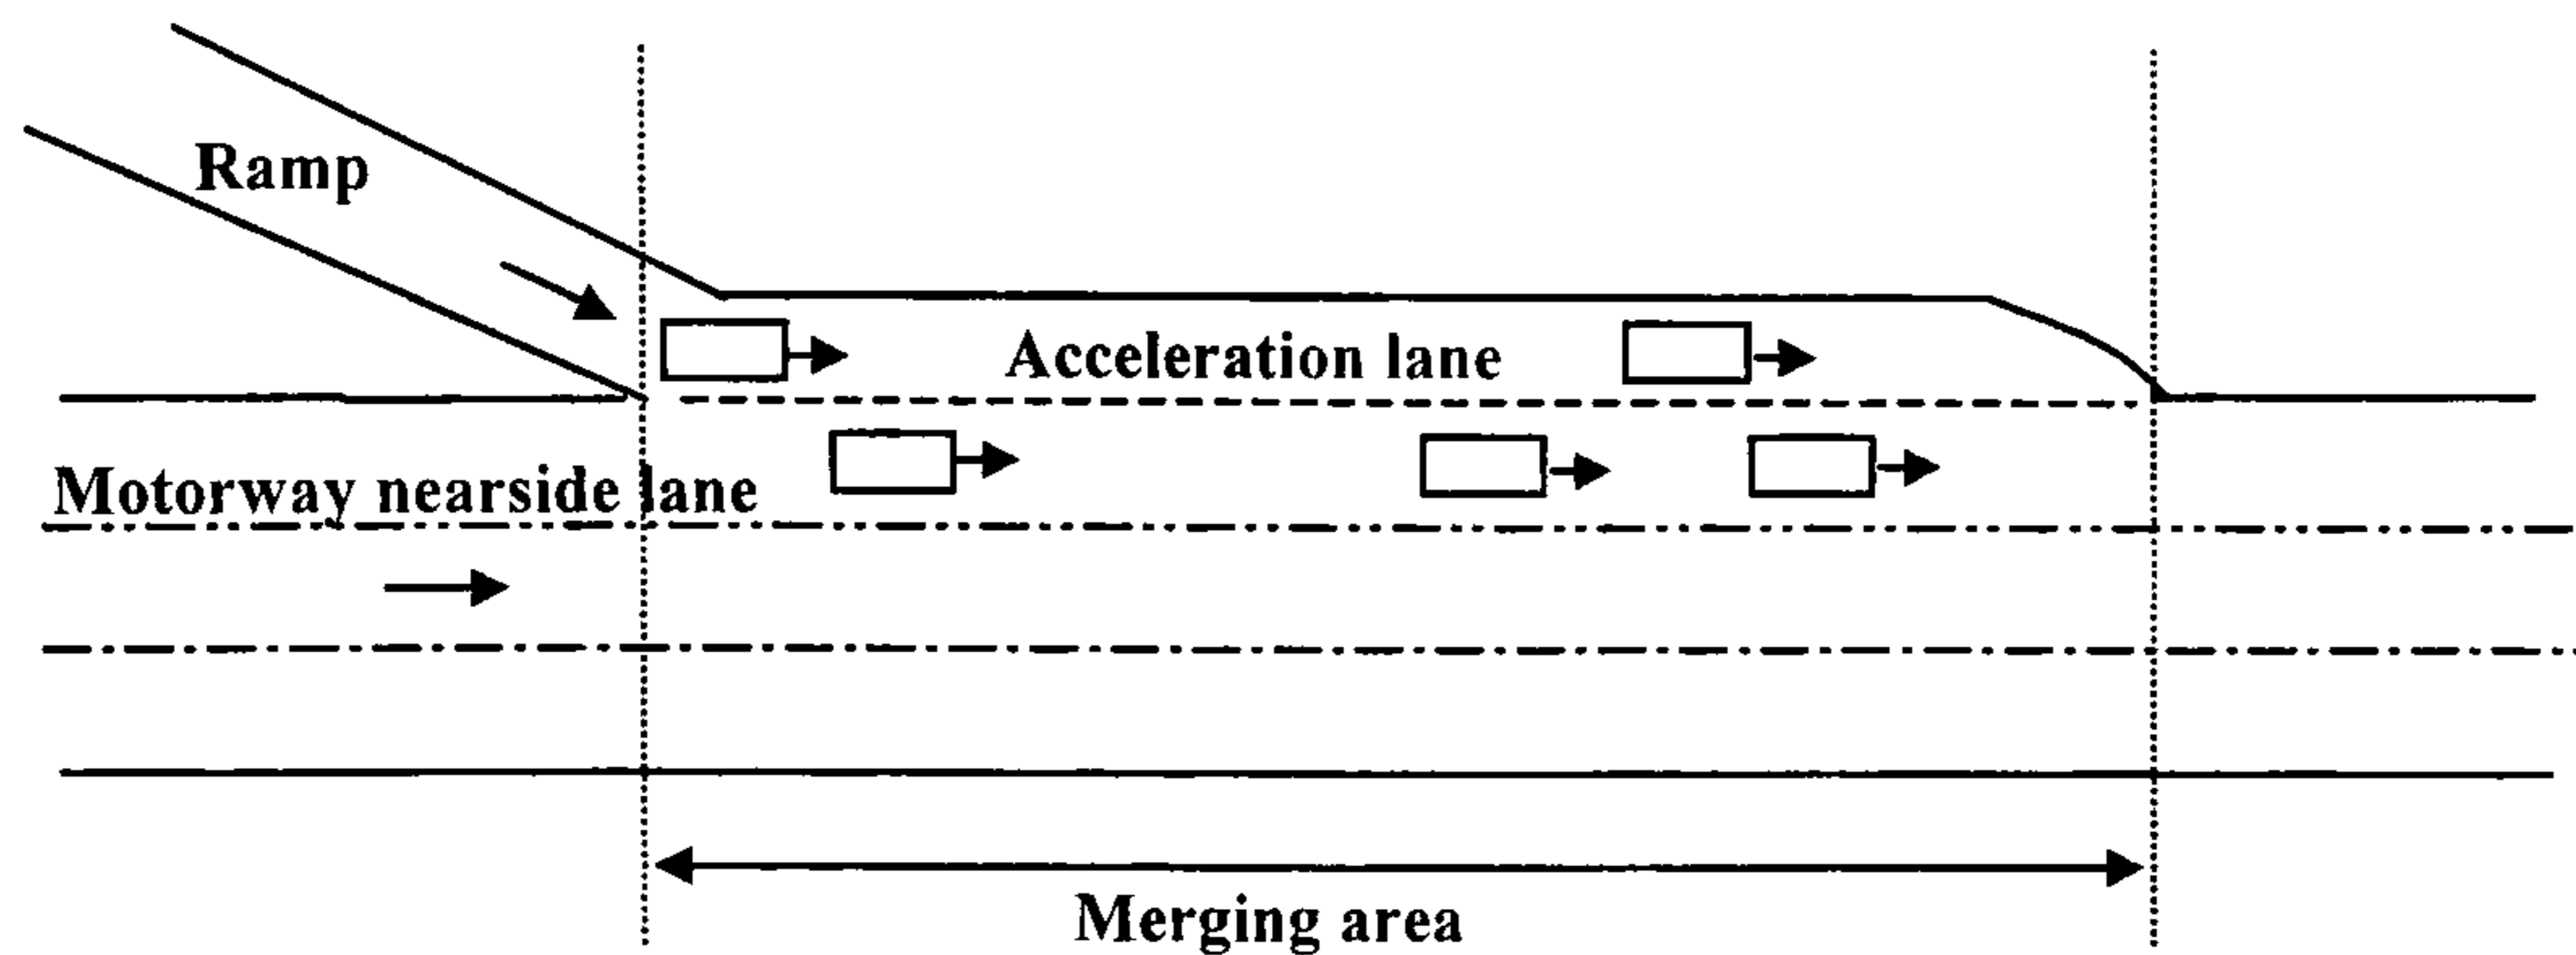 Ramp
Acceleration lane
Motorway nearside lane
Merging area